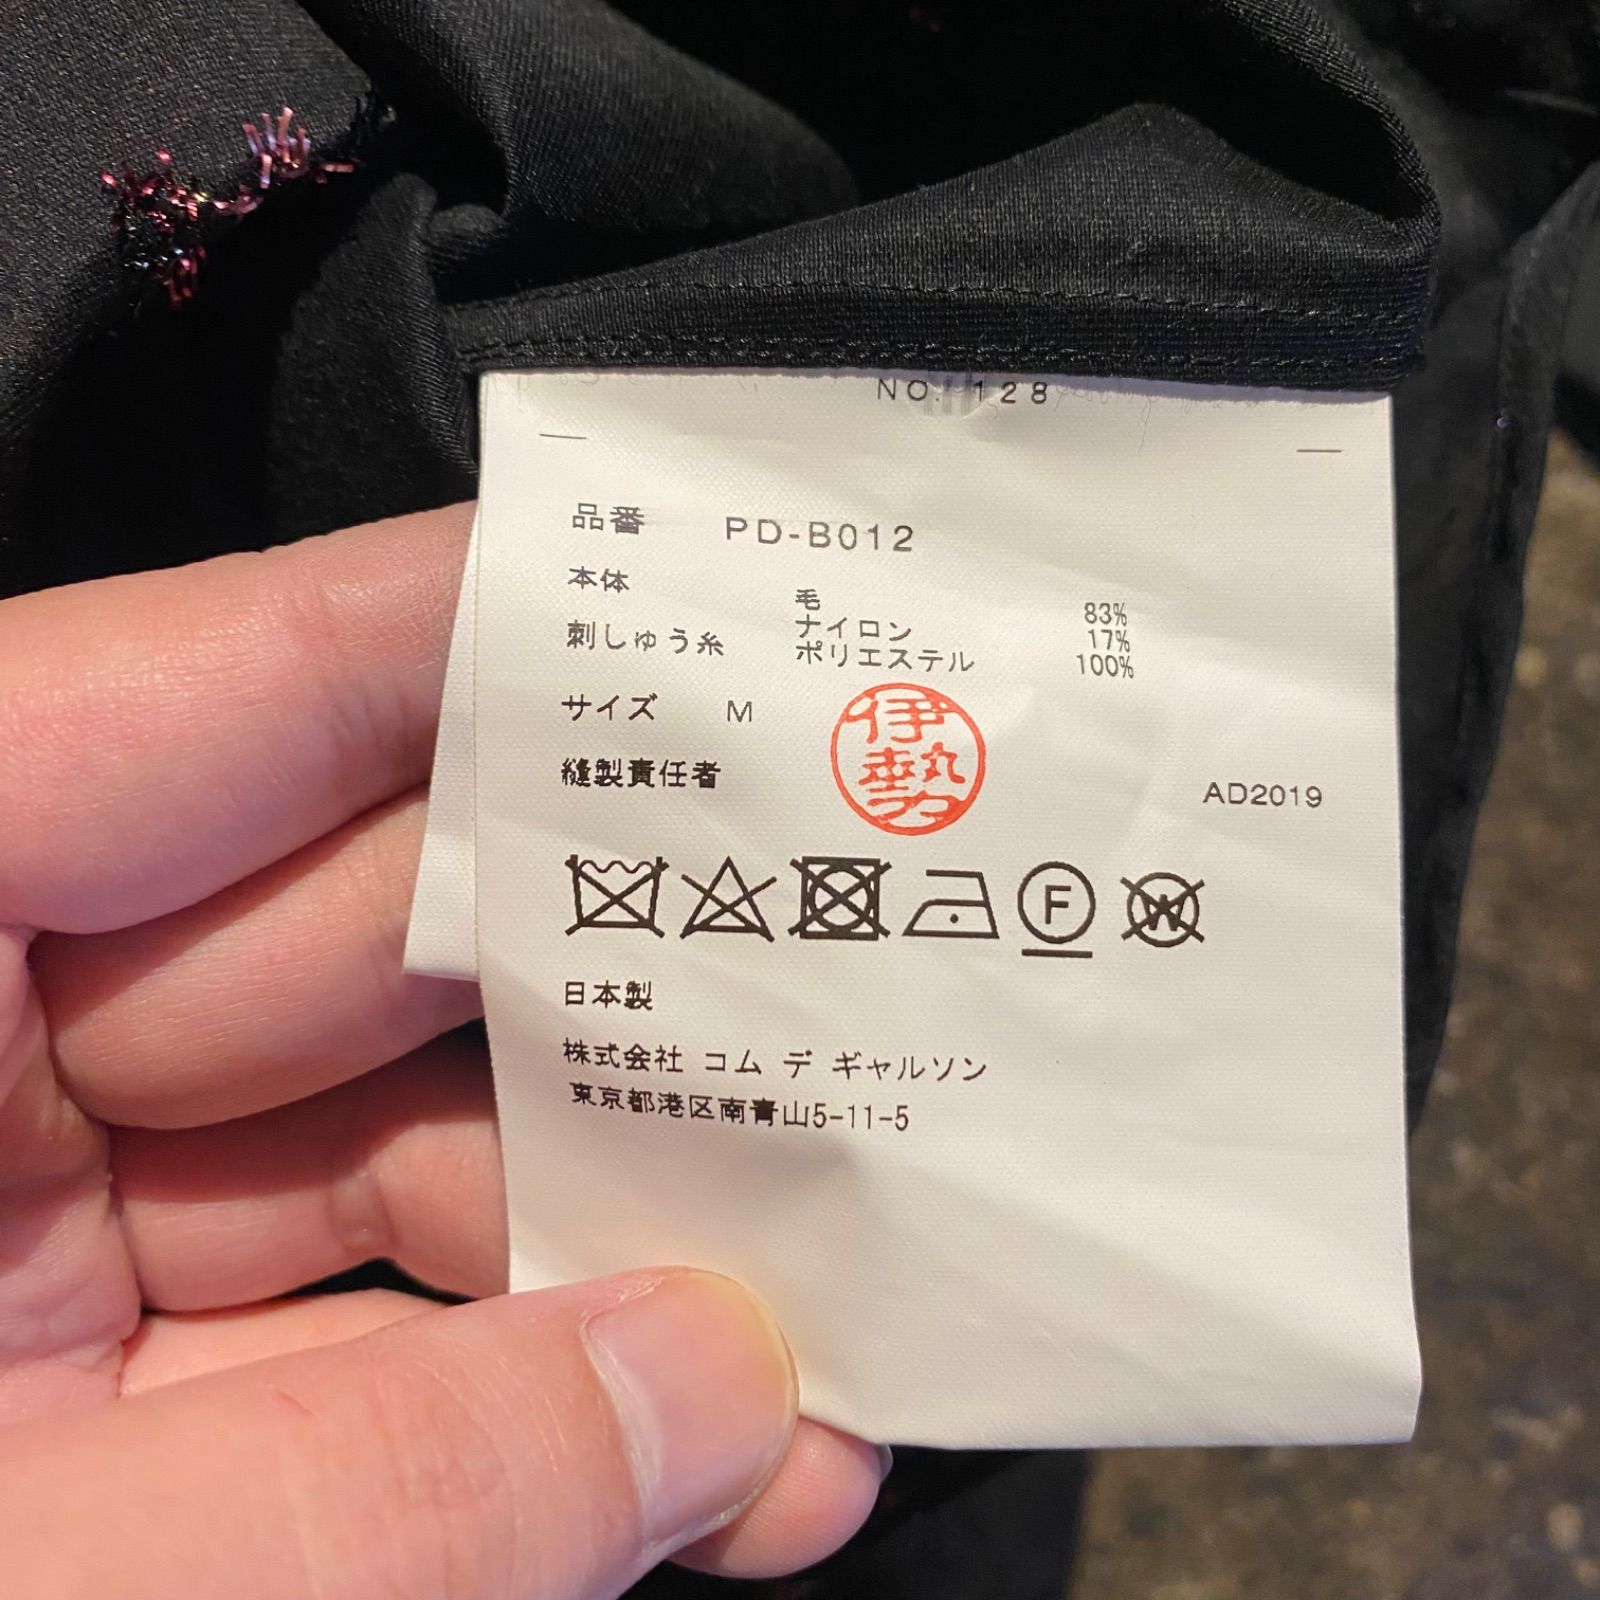 NO. 128
品番 PD-B012
本体 毛 83%
ナイロン 17%
刺しゅう糸 ポリエステル 100%
サイズ M
伊勢
縫製責任者
AD2019
F
W
日本製
株式会社 コム デ ギャルソン
東京都港区南青山5-11-5